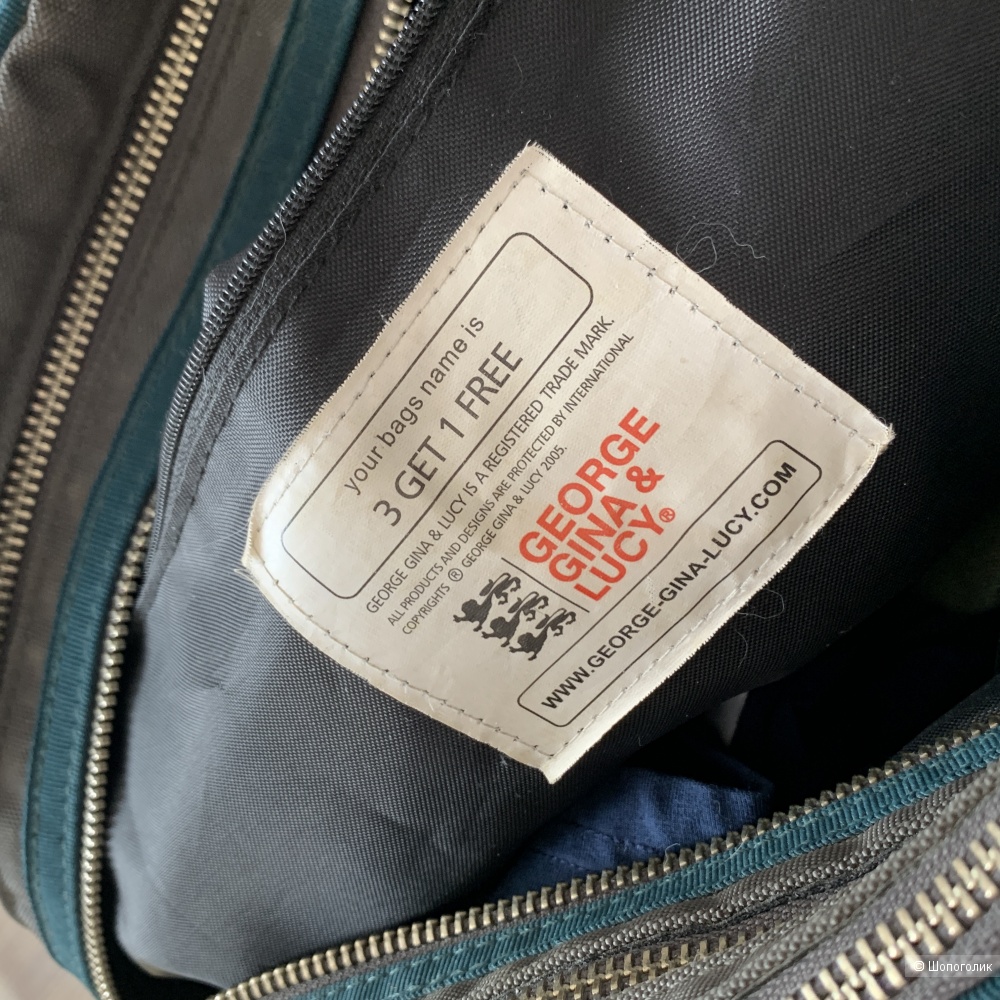 your bags name is
3 GET 1 FREE
GEORGE GINA & LUCY IS A REGISTERED TRADE MARK.
ALL PRODUCTS AND DESIGNS ARE PROTECTED BY INTERNATIONAL
COPYRIGHTS ® GEORGE GINA & LUCY 2005.
GEORGE
GINA &
LUCY®
WWW.GEORGE-GINA-LUCY.COM
© Шопоголик